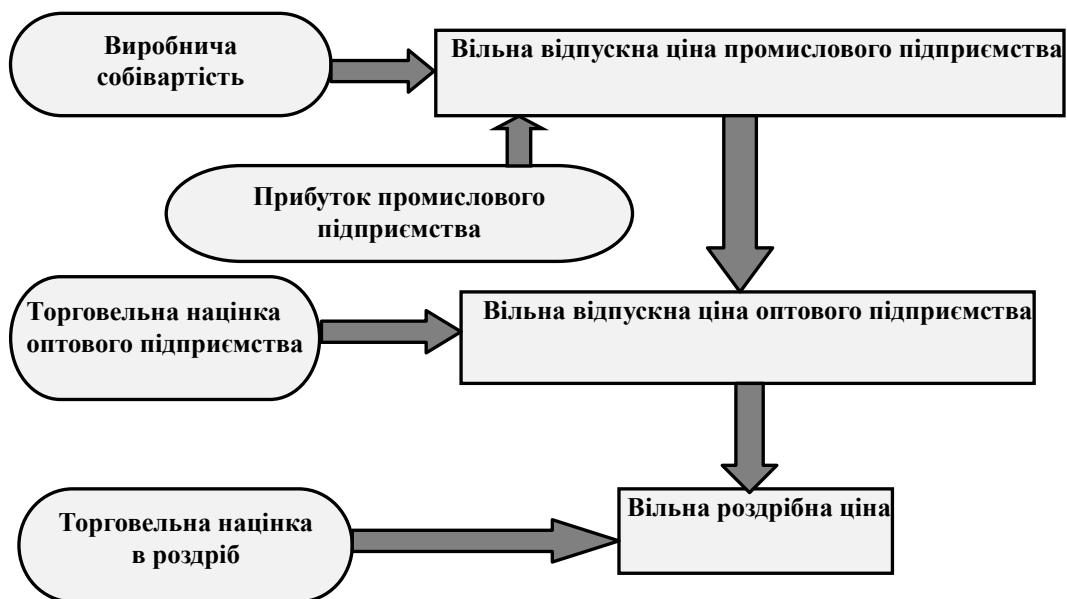 Виробнича
собівартість
Вільна відпускна ціна промислового підприємства
Прибуток промислового
підприємства
Торговельна націнка
оптового підприємства
Вільна відпускна ціна оптового підприємства
Торговельна націнка
в роздріб
Вільна роздрібна ціна